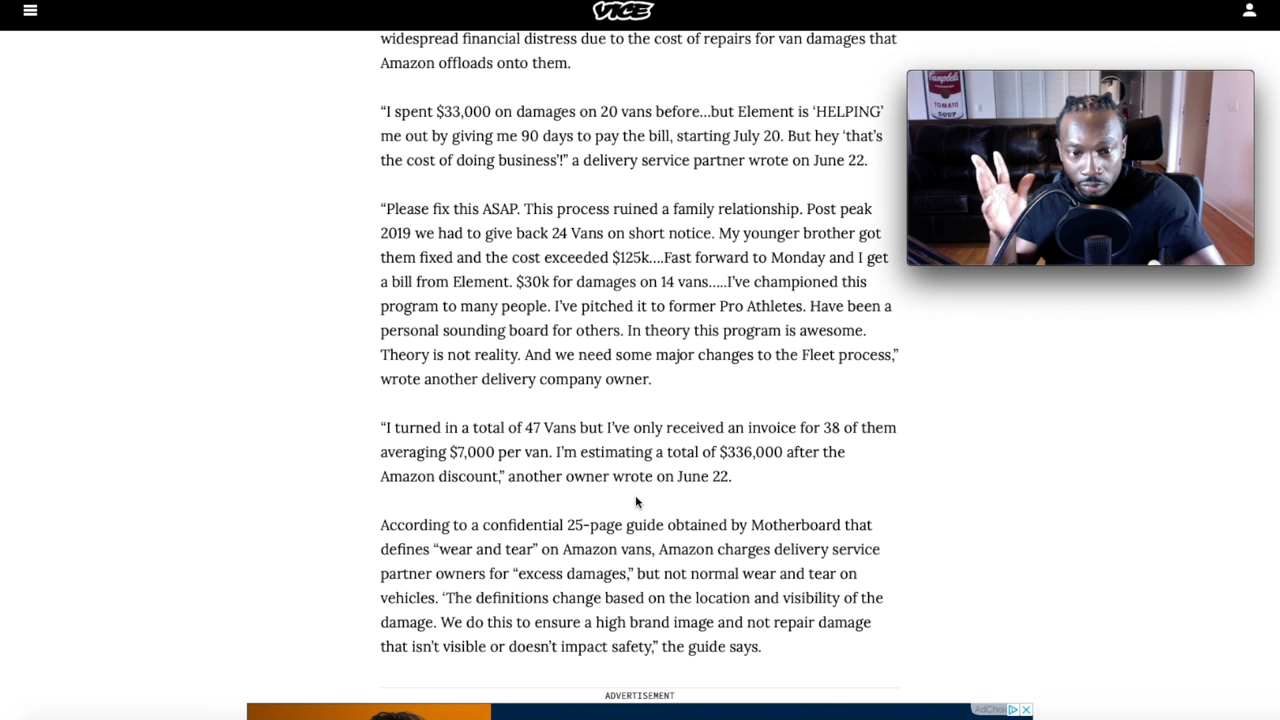 VICE
widespread financial distress due to the cost of repairs for van damages that
Amazon offloads onto them.
“I spent $33,000 on damages on 20 vans before...but Element is ‘HELPING’
me out by giving me 90 days to pay the bill, starting July 20. But hey ‘that’s
the cost of doing business’!” a delivery service partner wrote on June 22.
“Please fix this ASAP. This process ruined a family relationship. Post peak
2019 we had to give back 24 Vans on short notice. My younger brother got
them fixed and the cost exceeded $125k....Fast forward to Monday and I get
a bill from Element. $30k for damages on 14 vans.....I’ve championed this
program to many people. I’ve pitched it to former Pro Athletes. Have been a
personal sounding board for others. In theory this program is awesome.
Theory is not reality. And we need some major changes to the Fleet process,”
wrote another delivery company owner.
“I turned in a total of 47 Vans but I’ve only received an invoice for 38 of them
averaging $7,000 per van. I’m estimating a total of $336,000 after the
Amazon discount,” another owner wrote on June 22.
According to a confidential 25-page guide obtained by Motherboard that
defines “wear and tear” on Amazon vans, Amazon charges delivery service
partner owners for “excess damages,” but not normal wear and tear on
vehicles. ‘The definitions change based on the location and visibility of the
damage. We do this to ensure a high brand image and not repair damage
that isn’t visible or doesn’t impact safety,” the guide says.
ADVERTISEMENT
Campbell's
TOMATO
SOUP